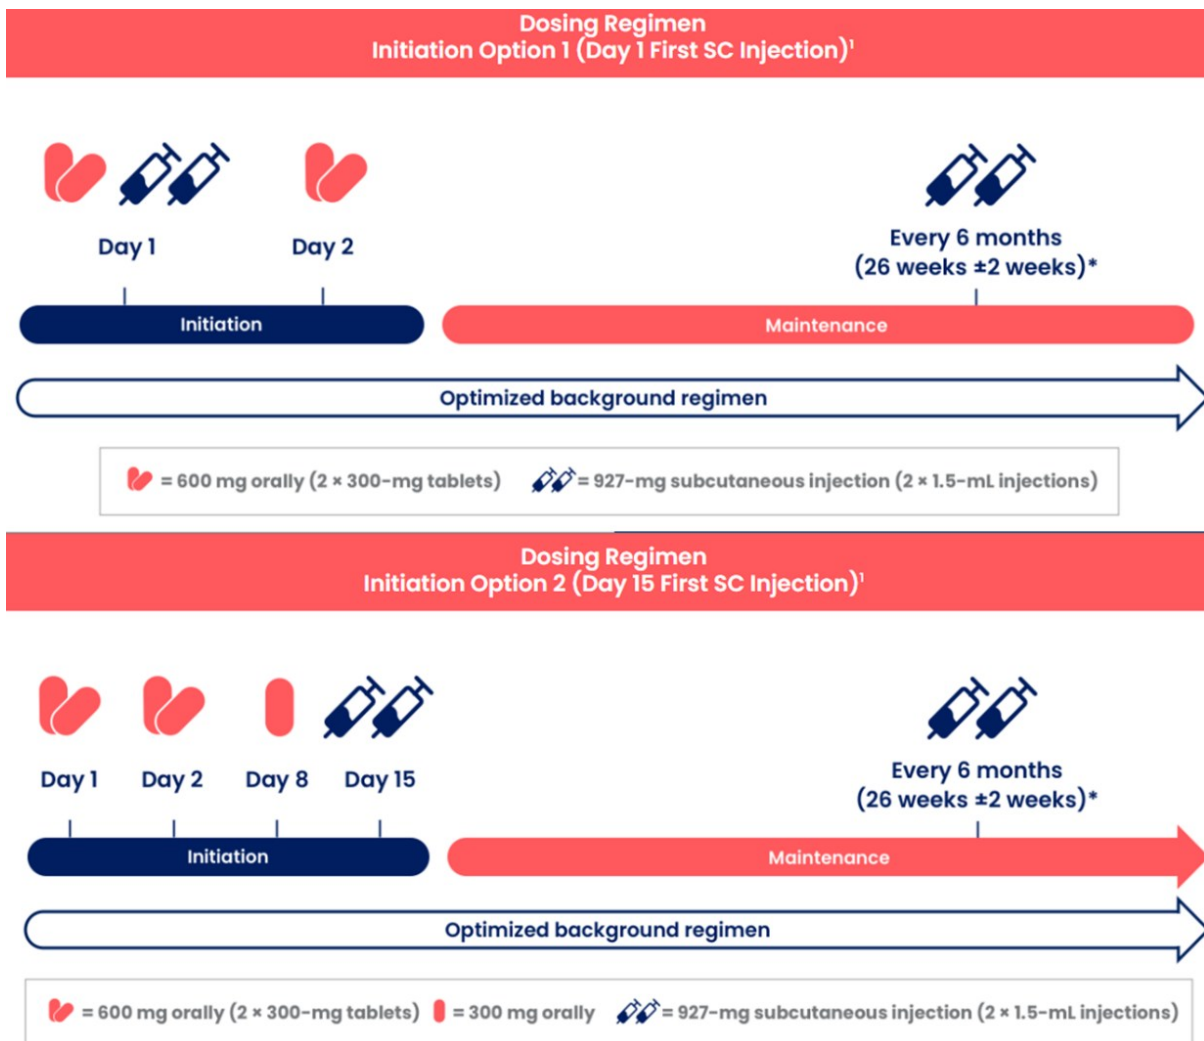 Dosing Regimen
Initiation Option 1 (Day 1 First SC Injection)¹
Day 1
Day 2
Every 6 months
(26 weeks ±2 weeks)*
Initiation
Maintenance
Optimized background regimen
= 600 mg orally (2 × 300-mg tablets) = 927-mg subcutaneous injection (2 × 1.5-mL injections)
Dosing Regimen
Initiation Option 2 (Day 15 First SC Injection)¹
Day 1
Day 2
Day 8
Day 15
Every 6 months
(26 weeks ±2 weeks)*
Initiation
Maintenance
Optimized background regimen
= 600 mg orally (2 × 300-mg tablets) = 300 mg orally = 927-mg subcutaneous injection (2 × 1.5-mL injections)